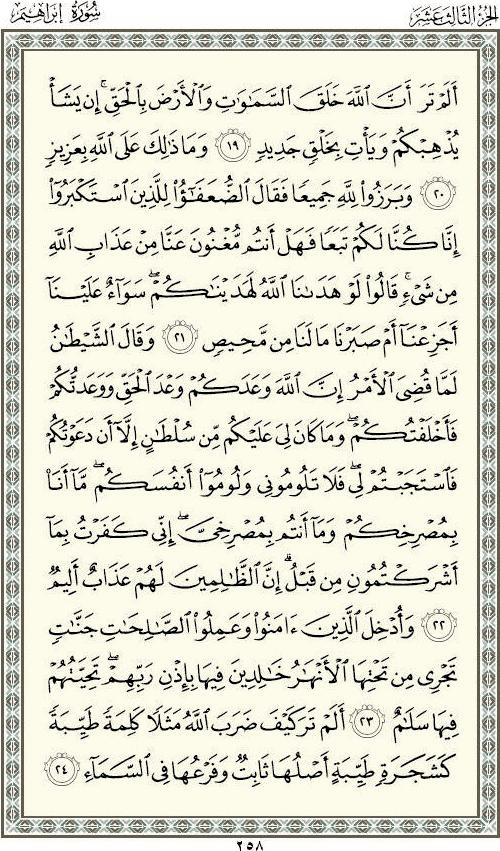 الجزء الثالث عشر
سورة إبراهيم
أَلَمْ تَرَ أَنَّ ٱللَّهَ خَلَقَ ٱلسَّمَـٰوَٰتِ وَٱلْأَرْضَ بِٱلْحَقِّ ۚ إِن يَشَأْ
يُذْهِبْكُمْ وَيَأْتِ بِخَلْقٍ جَدِيدٍ ١٩ وَمَا ذَٰلِكَ عَلَى ٱللَّهِ بِعَزِيزٍ
٢٠ وَبَرَزُوا۟ لِلَّهِ جَمِيعًا فَقَالَ ٱلضُّعَفَـٰٓؤُا۟ لِلَّذِينَ ٱسْتَكْبَرُوٓا۟
إِنَّا كُنَّا لَكُمْ تَبَعًا فَهَلْ أَنتُم مُّغْنُونَ عَنَّا مِنْ عَذَابِ ٱللَّهِ
مِن شَىْءٍ ۚ قَالُوا۟ لَوْ هَدَىٰنَا ٱللَّهُ لَهَدَيْنَـٰكُمْ ۖ سَوَآءٌ عَلَيْنَآ
أَجَزِعْنَآ أَمْ صَبَرْنَا مَا لَنَا مِن مَّحِيصٍ ٢١ وَقَالَ ٱلشَّيْطَـٰنُ
لَمَّا قُضِىَ ٱلْأَمْرُ إِنَّ ٱللَّهَ وَعَدَكُمْ وَعْدَ ٱلْحَقِّ وَوَعَدتُّكُمْ
فَأَخْلَفْتُكُمْ ۖ وَمَا كَانَ لِىَ عَلَيْكُم مِّن سُلْطَـٰنٍ إِلَّآ أَن دَعَوْتُكُمْ
فَٱسْتَجَبْتُمْ لِى ۖ فَلَا تَلُومُونِى وَلُومُوٓا۟ أَنفُسَكُم ۖ مَّآ أَنَا۠
بِمُصْرِخِكُمْ وَمَآ أَنتُم بِمُصْرِخِىَّ ۖ إِنِّى كَفَرْتُ بِمَآ
أَشْرَكْتُمُونِ مِن قَبْلُ ۗ إِنَّ ٱلظَّـٰلِمِينَ لَهُمْ عَذَابٌ أَلِيمٌ
٢٢ وَأُدْخِلَ ٱلَّذِينَ ءَامَنُوا۟ وَعَمِلُوا۟ ٱلصَّـٰلِحَـٰتِ جَنَّـٰتٍ
تَجْرِى مِن تَحْتِهَا ٱلْأَنْهَـٰرُ خَـٰلِدِينَ فِيهَا بِإِذْنِ رَبِّهِمْ ۖ تَحِيَّتُهُمْ
فِيهَا سَلَـٰمٌ ٢٣ أَلَمْ تَرَ كَيْفَ ضَرَبَ ٱللَّهُ مَثَلًا كَلِمَةً طَيِّبَةً
كَشَجَرَةٍ طَيِّبَةٍ أَصْلُهَا ثَابِتٌ وَفَرْعُهَا فِى ٱلسَّمَآءِ ٢٤
٢٥٨